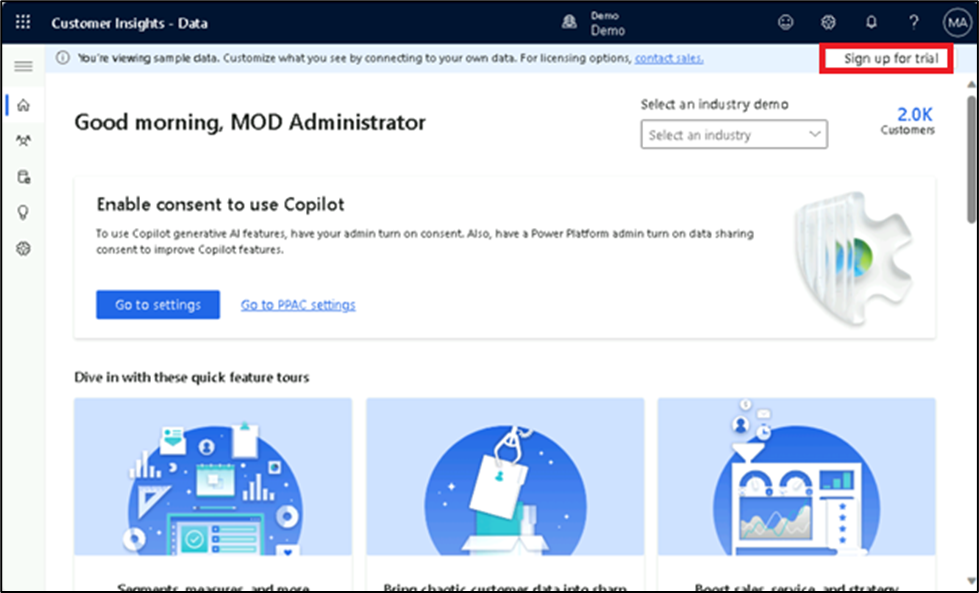 Customer Insights - Data
Demo
Demo
?
MA
You're viewing sample data. Customize what you see by connecting to your own data. For licensing options, contact sales.
Sign up for trial
Good morning, MOD Administrator
Select an industry demo
Select an industry
2.0K
Customers
Enable consent to use Copilot
To use Copilot generative AI features, have your admin turn on consent. Also, have a Power Platform admin turn on data sharing
consent to improve Copilot features.
Go to settings
Go to PPAC settings
Dive in with these quick feature tours
Segments, measures, and more
Bring chaotic customer data into sharp
Boost sales, service, and strategy